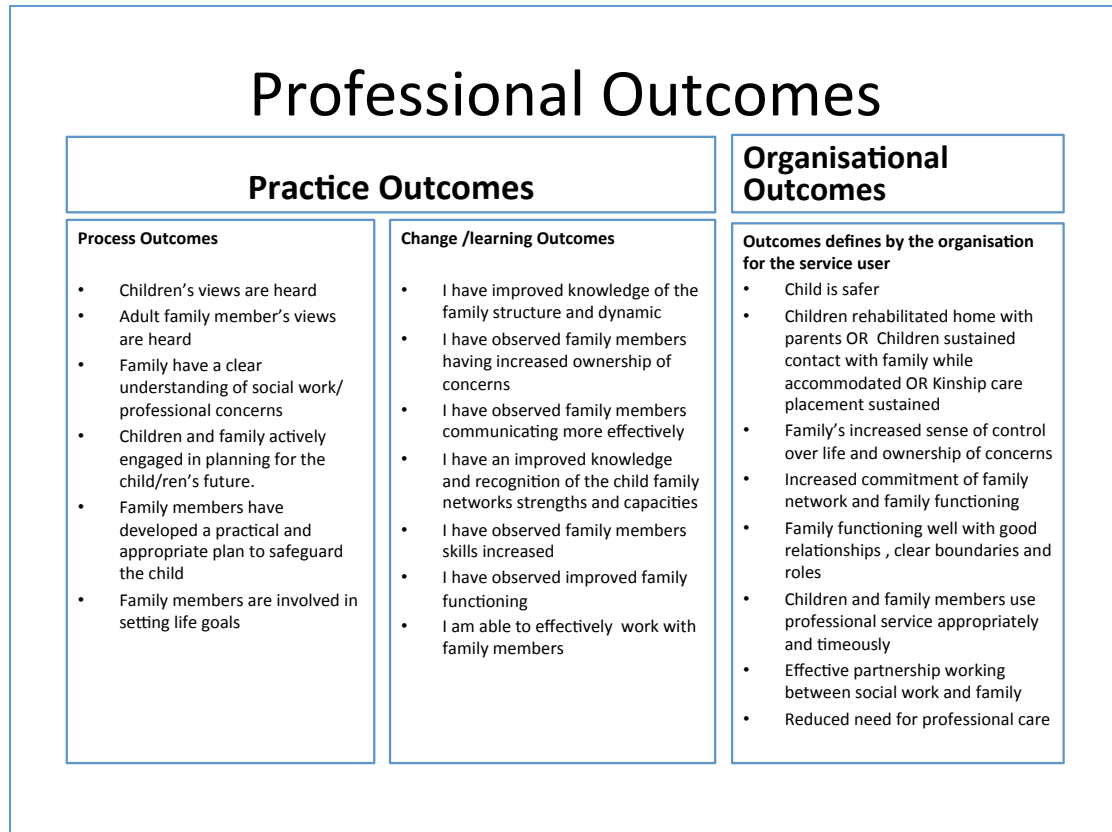 Professional Outcomes
Practice Outcomes
Organisational
Outcomes
Process Outcomes
• Children’s views are heard
• Adult family member’s views
are heard
• Family have a clear
understanding of social work/
professional concerns
• Children and family actively
engaged in planning for the
child/ren’s future.
• Family members have
developed a practical and
appropriate plan to safeguard
the child
• Family members are involved in
setting life goals
Change /learning Outcomes
• I have improved knowledge of the
family structure and dynamic
• I have observed family members
having increased ownership of
concerns
• I have observed family members
communicating more effectively
• I have an improved knowledge
and recognition of the child family
networks strengths and capacities
• I have observed family members
skills increased
• I have observed improved family
functioning
• I am able to effectively work with
family members
Outcomes defines by the organisation
for the service user
• Child is safer
• Children rehabilitated home with
parents OR Children sustained
contact with family while
accommodated OR Kinship care
placement sustained
• Family’s increased sense of control
over life and ownership of concerns
• Increased commitment of family
network and family functioning
• Family functioning well with good
relationships , clear boundaries and
roles
• Children and family members use
professional service appropriately
and timeously
• Effective partnership working
between social work and family
• Reduced need for professional care